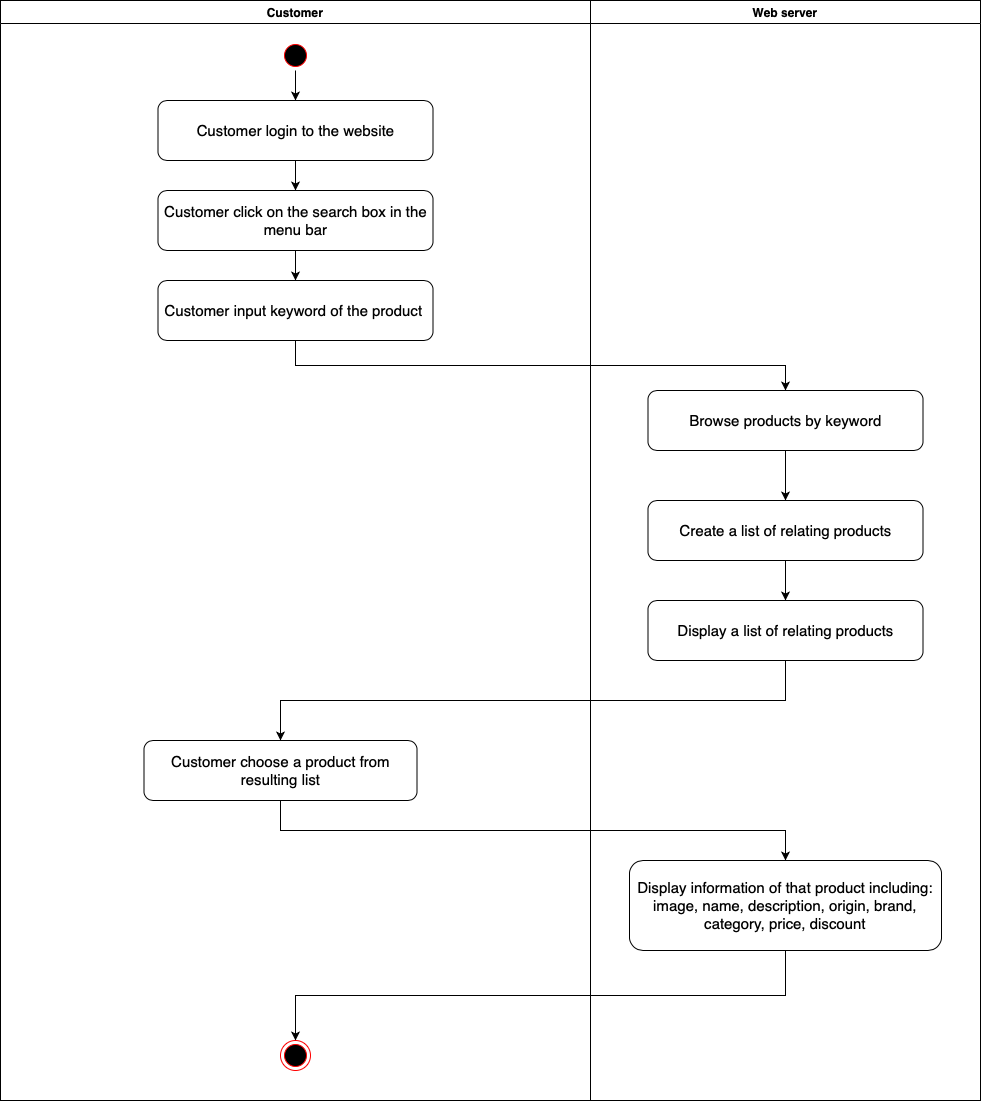 Customer
Web server
Customer login to the website
Customer click on the search box in the
menu bar
Customer input keyword of the product
Browse products by keyword
Create a list of relating products
Display a list of relating products
Customer choose a product from
resulting list
Display information of that product including:
image, name, description, origin, brand,
category, price, discount